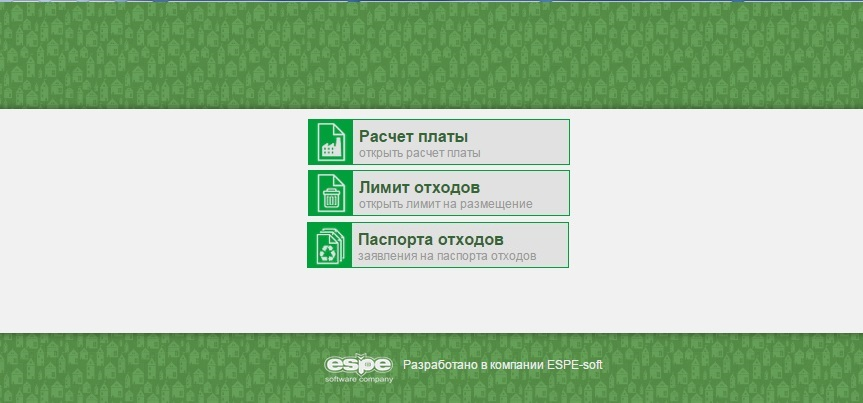 Расчет платы
открыть расчет платы
Лимит отходов
открыть лимит на размещение
Паспорта отходов
заявления на паспорта отходов
espe
software company
Разработано в компании ESPE-soft